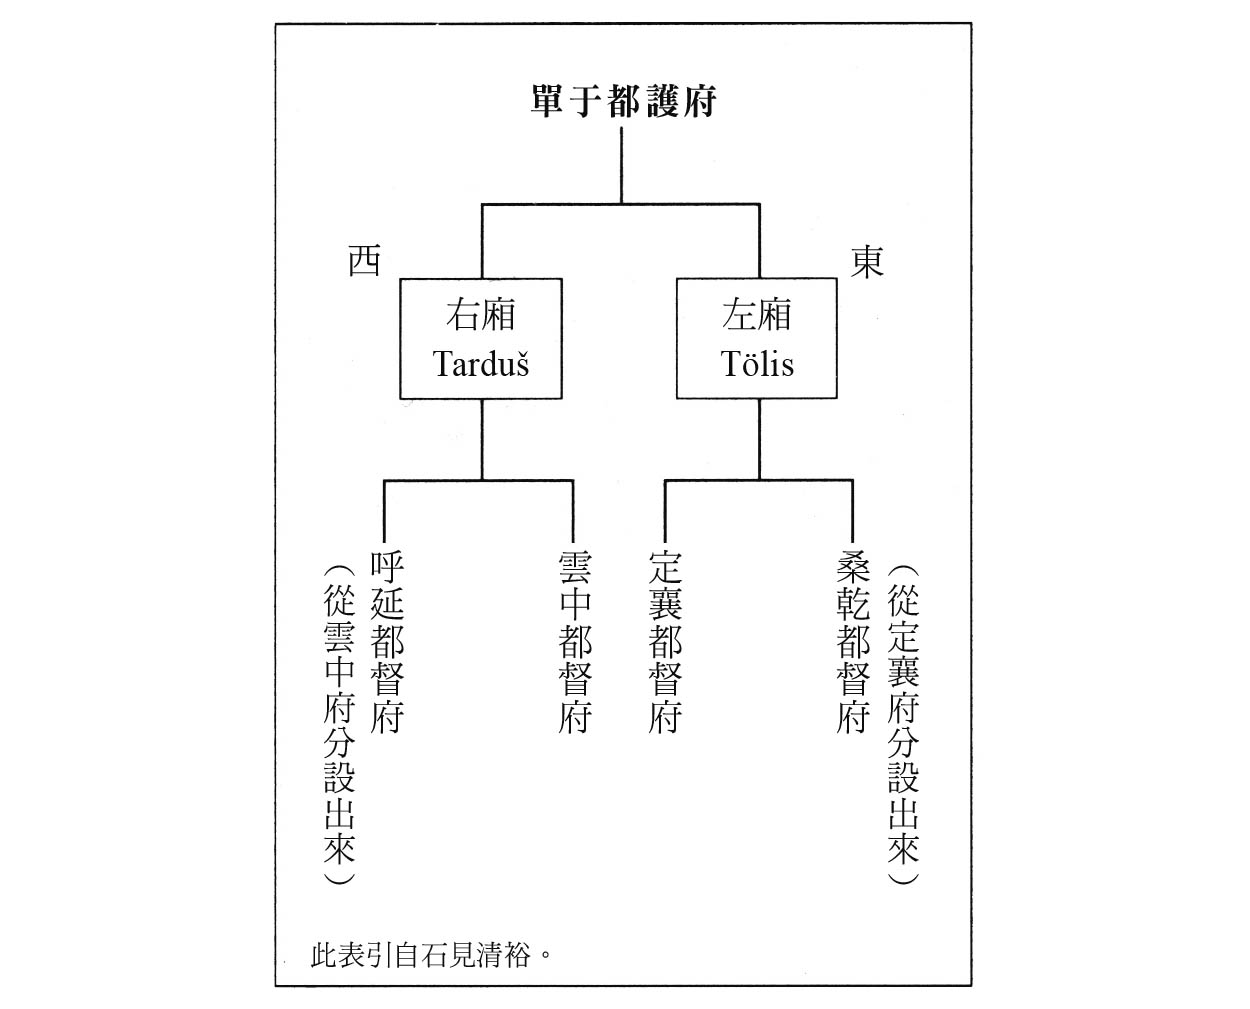 單于都護府
西
東
右廂
Tarduš
左廂
Tölis
呼延都督府
（從雲中府分設出來）
雲中都督府
定襄都督府
桑乾都督府
（從定襄府分設出來）
此表引自石見清裕。